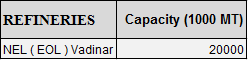 REFINERIES Capacity (1000 MT)
NEL ( EOL ) Vadinar 20000